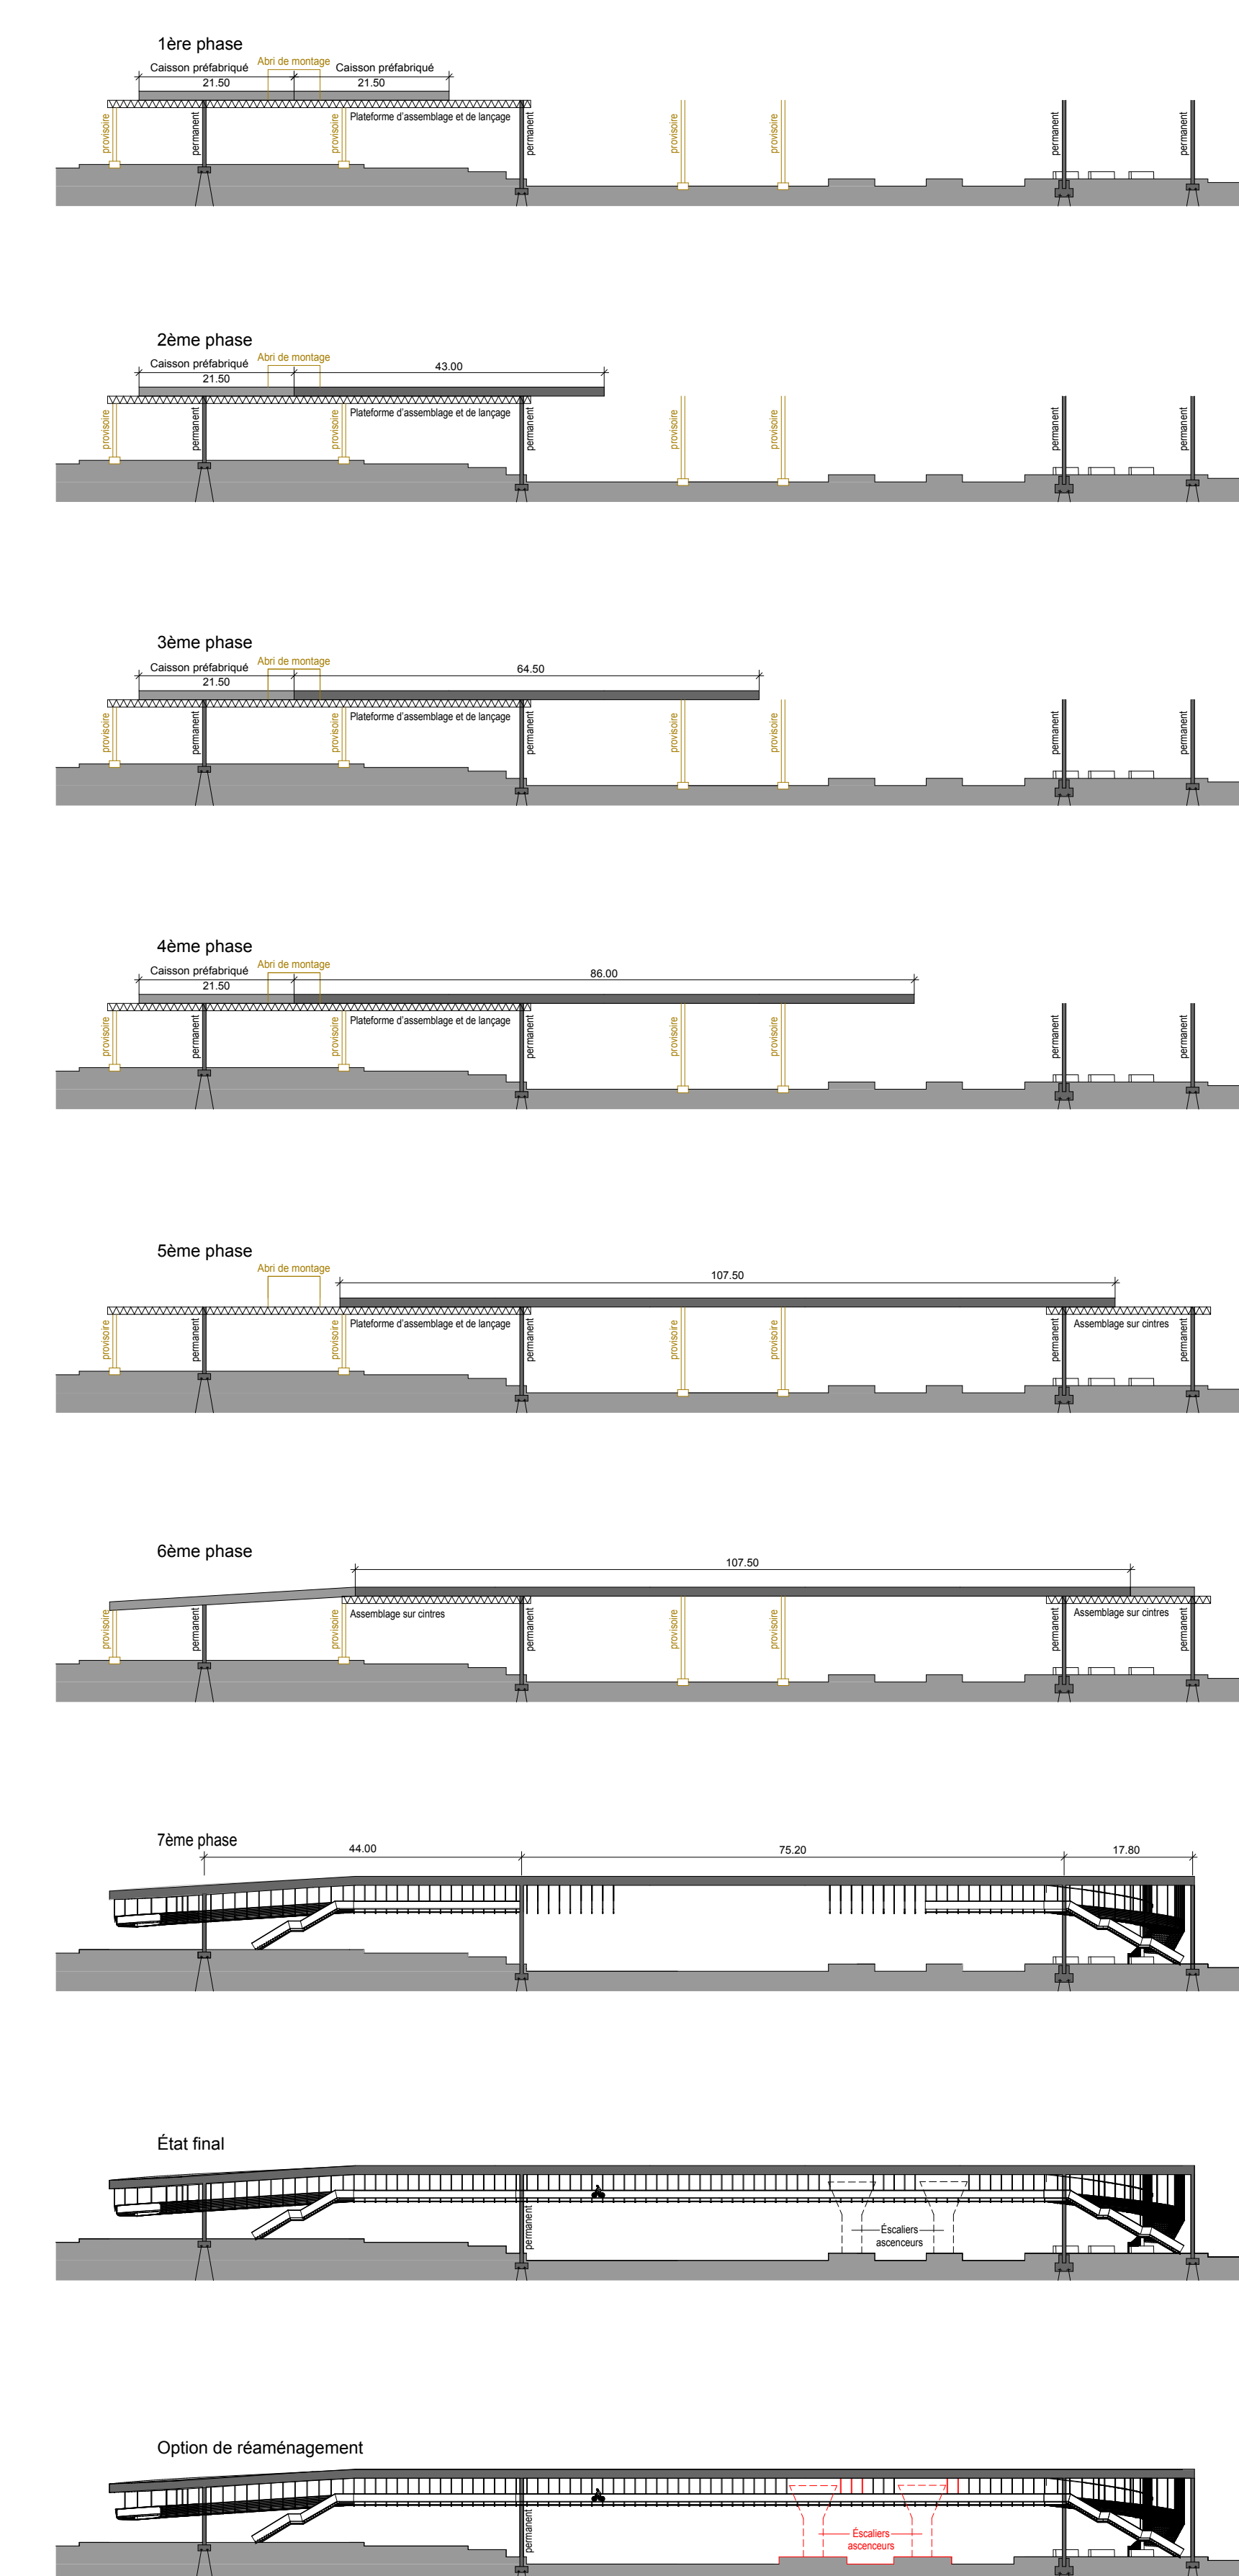 1ère phase
Abri de montage
Caisson préfabriqué
Caisson préfabriqué
21.50
21.50
Plateforme d'assemblage et de lançage
provisoire
permanent
provisoire
permanent
provisoire
provisoire
permanent
permanent
2ème phase
Abri de montage
Caisson préfabriqué
43.00
21.50
Plateforme d'assemblage et de lançage
provisoire
permanent
provisoire
permanent
provisoire
provisoire
permanent
permanent
3ème phase
Abri de montage
Caisson préfabriqué
64.50
21.50
Plateforme d'assemblage et de lançage
provisoire
permanent
provisoire
permanent
provisoire
provisoire
permanent
permanent
4ème phase
Abri de montage
Caisson préfabriqué
86.00
21.50
Plateforme d'assemblage et de lançage
provisoire
permanent
provisoire
permanent
provisoire
provisoire
permanent
permanent
5ème phase
Abri de montage
107.50
Plateforme d'assemblage et de lançage
Assemblage sur cintres
provisoire
permanent
provisoire
permanent
provisoire
provisoire
permanent
permanent
6ème phase
107.50
Assemblage sur cintres
Assemblage sur cintres
provisoire
permanent
provisoire
permanent
provisoire
provisoire
permanent
permanent
7ème phase
44.00
75.20
17.80
État final
permanent
Éscaliers
ascenceurs
Option de réaménagement
permanent
Éscaliers
ascenceurs